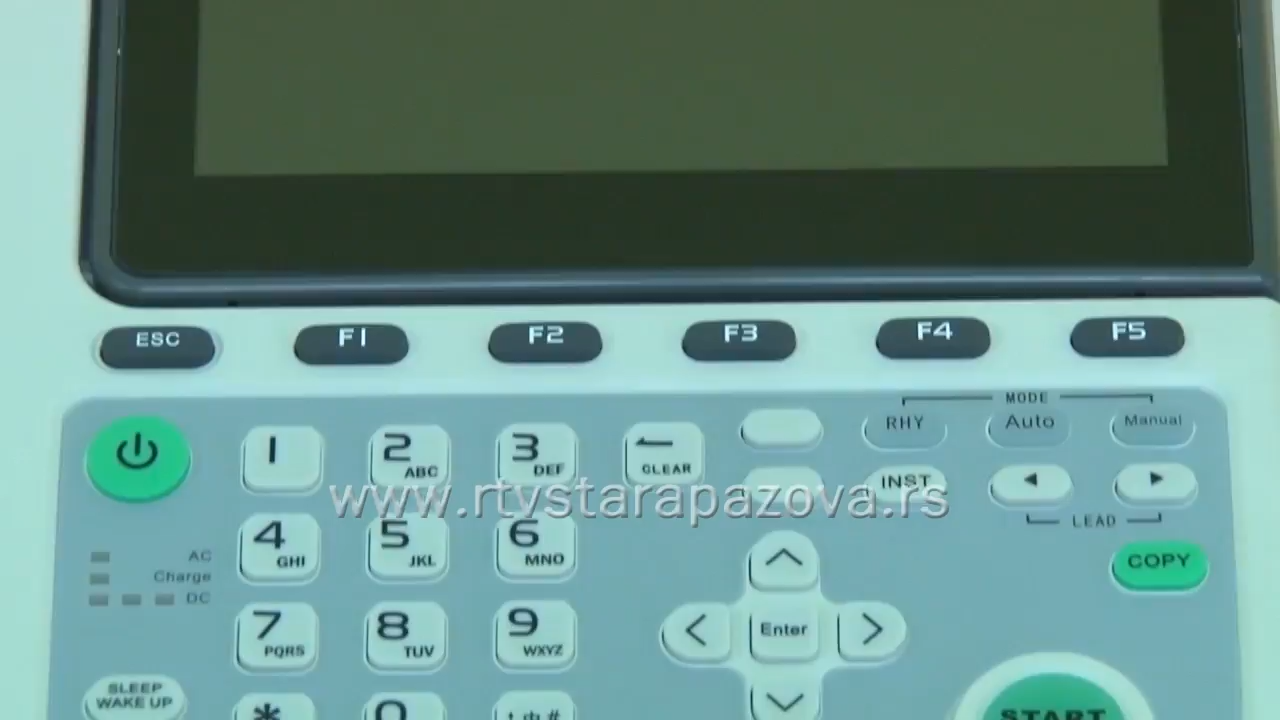 ESC F1 F2 F3 F4 F5
MODE
RHY Auto Manual
1 2 ABC 3 DEF CLEAR
INST
LEAD
www.rtvstarapazova.rs
4 GHI 5 JKL 6 MNO
AC
Charge
DC
COPY
7 PQRS 8 TUV 9 WXYZ
Enter
SLEEP
WAKE UP
* 0 #
START